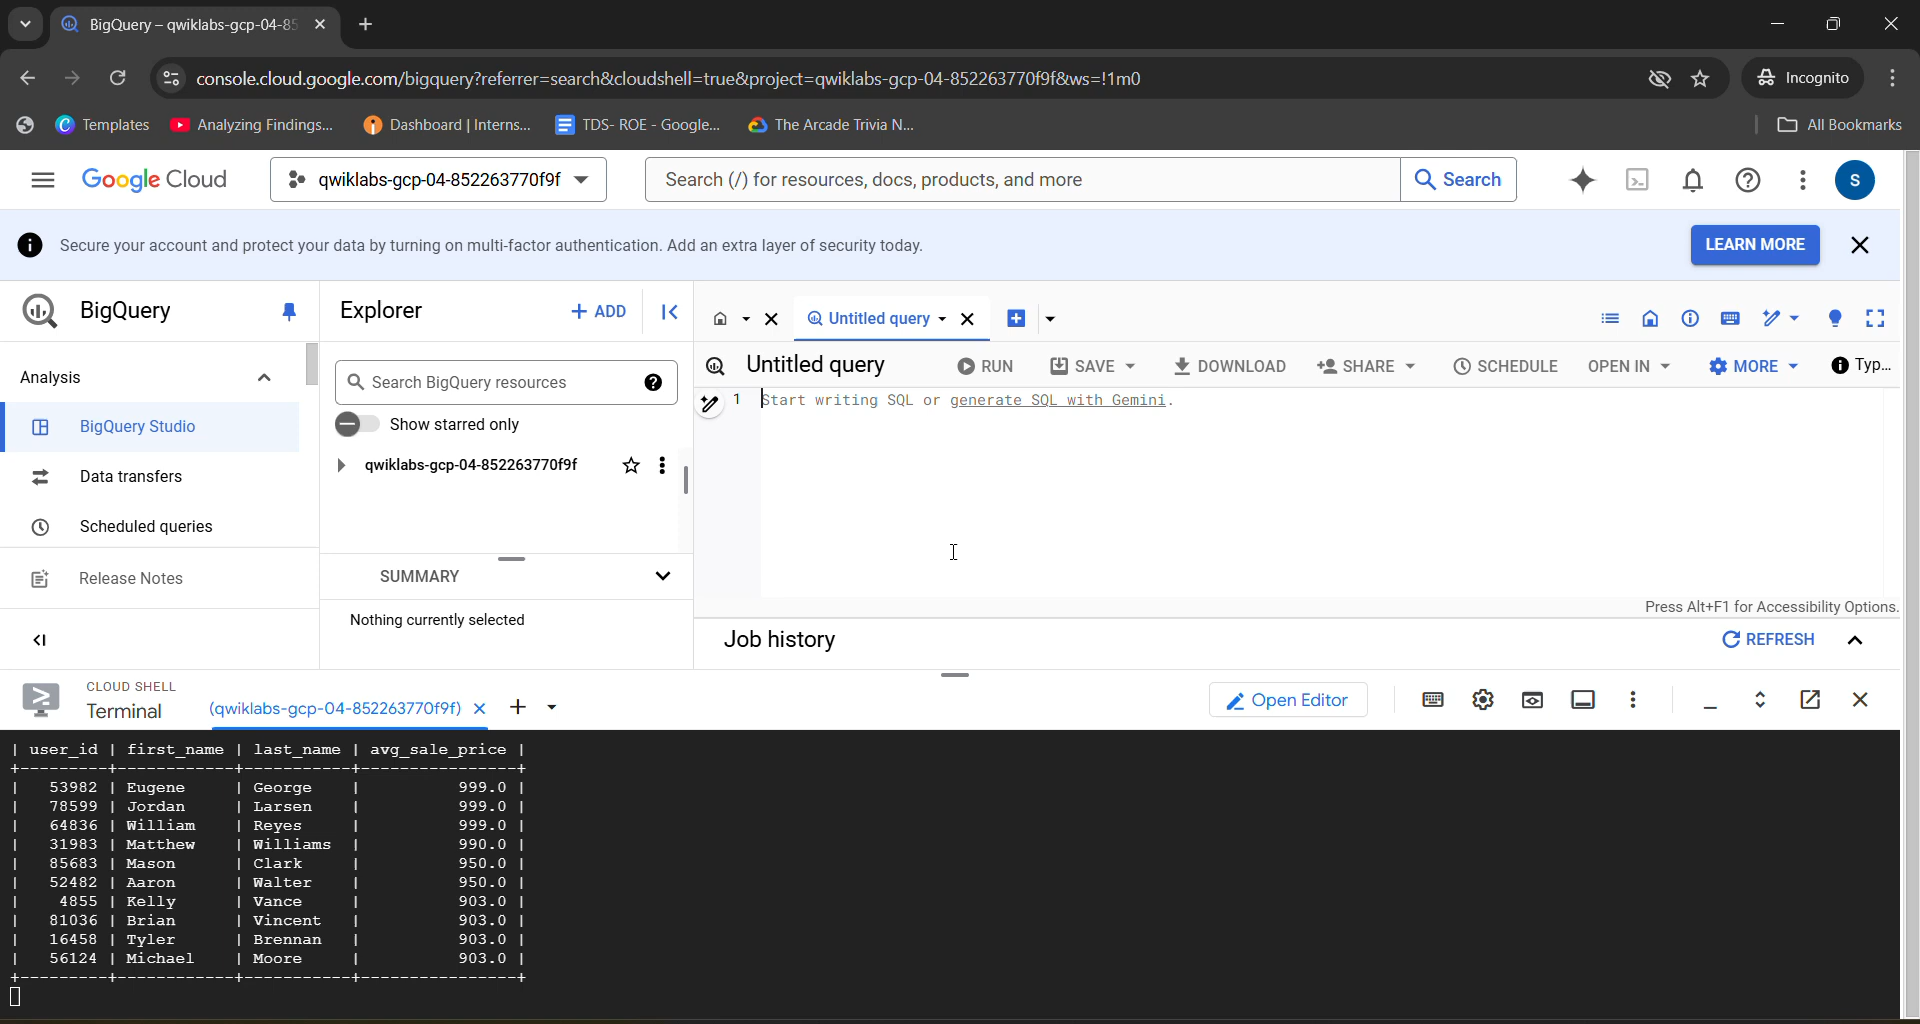 BigQuery – qwiklabs-gcp-04-85
console.cloud.google.com/bigquery?referrer=search&cloudshell=true&project=qwiklabs-gcp-04-852263770f9f&ws=!1m0
Incognito
Templates
Analyzing Findings...
Dashboard | Interns...
TDS- ROE - Google...
The Arcade Trivia N...
All Bookmarks
Google Cloud
qwiklabs-gcp-04-852263770f9f
Search (/) for resources, docs, products, and more
Search
S
Secure your account and protect your data by turning on multi-factor authentication. Add an extra layer of security today.
LEARN MORE
BigQuery
Explorer
+ ADD
Untitled query
Analysis
Search BigQuery resources
Untitled query
RUN
SAVE
DOWNLOAD
SHARE
SCHEDULE
OPEN IN
MORE
Typ...
1
Start writing SQL or generate SQL with Gemini.
BigQuery Studio
Show starred only
Data transfers
qwiklabs-gcp-04-852263770f9f
Scheduled queries
Release Notes
SUMMARY
Nothing currently selected
Press Alt+F1 for Accessibility Options.
Job history
REFRESH
CLOUD SHELL
Terminal
(qwiklabs-gcp-04-852263770f9f)
Open Editor
| user_id | first_name | last_name | avg_sale_price |
+---------+------------+-----------+----------------+
| 53982 | Eugene | George | 999.0 |
| 78599 | Jordan | Larsen | 999.0 |
| 64836 | William | Reyes | 999.0 |
| 31983 | Matthew | Williams | 990.0 |
| 85683 | Mason | Clark | 950.0 |
| 52482 | Aaron | Walter | 950.0 |
| 4855 | Kelly | Vance | 903.0 |
| 81036 | Brian | Vincent | 903.0 |
| 16458 | Tyler | Brennan | 903.0 |
| 56124 | Michael | Moore | 903.0 |
+---------+------------+-----------+----------------+